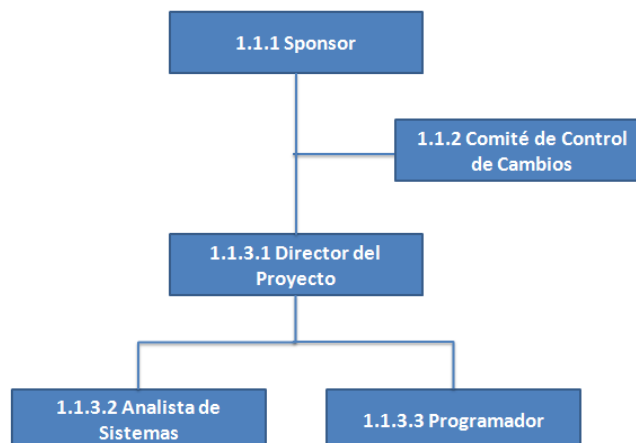 1.1.1 Sponsor
1.1.2 Comité de Control
de Cambios
1.1.3.1 Director del
Proyecto
1.1.3.2 Analista de
Sistemas
1.1.3.3 Programador